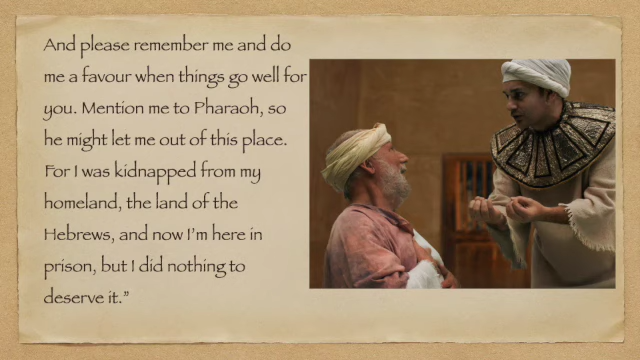 And please remember me and do
me a favour when things go well for
you. Mention me to Pharaoh, so
he might let me out of this place.
For I was kidnapped from my
homeland, the land of the
Hebrews, and now I'm here in
prison, but I did nothing to
deserve it."